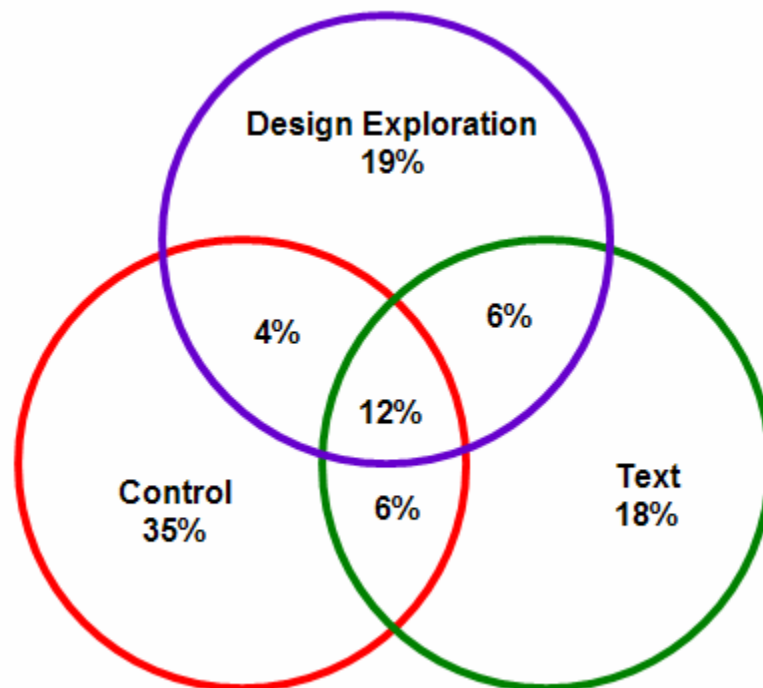 Design Exploration
19%
4%
6%
12%
Control
35%
6%
Text
18%